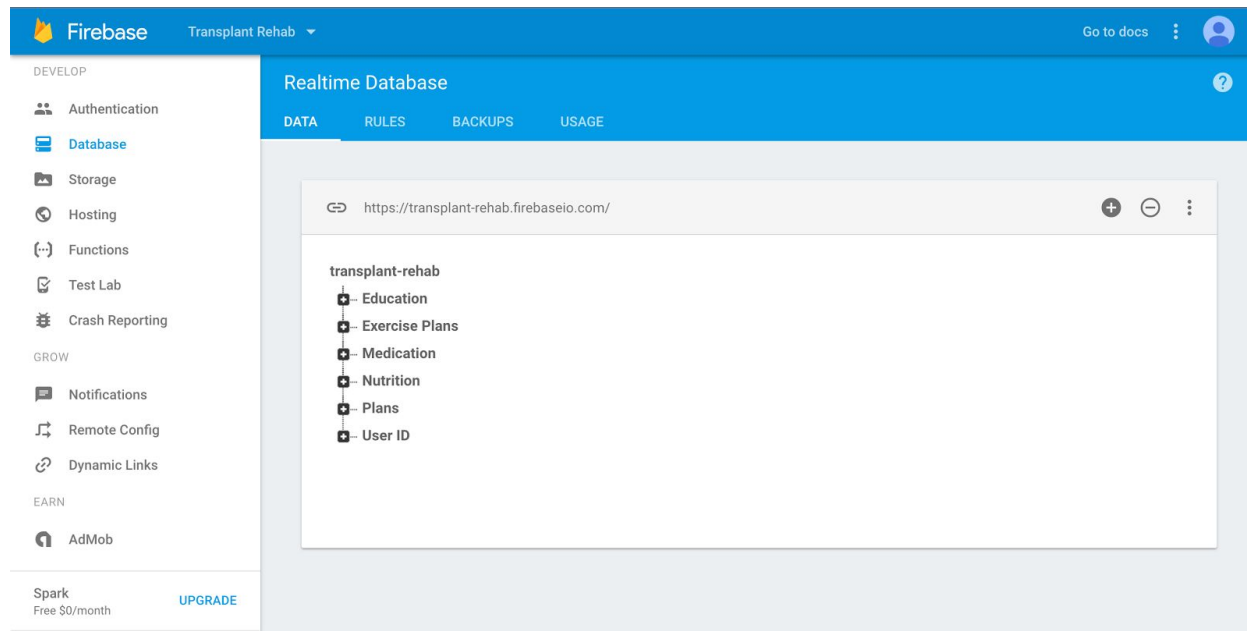 Firebase Transplant Rehab Go to docs
DEVELOP
Authentication
Database
Storage
Hosting
Functions
Test Lab
Crash Reporting
GROW
Notifications
Remote Config
Dynamic Links
EARN
AdMob
Spark
Free $0/month
UPGRADE
Realtime Database
DATA RULES BACKUPS USAGE
https://transplant-rehab.firebaseio.com/
transplant-rehab
Education
Exercise Plans
Medication
Nutrition
Plans
User ID